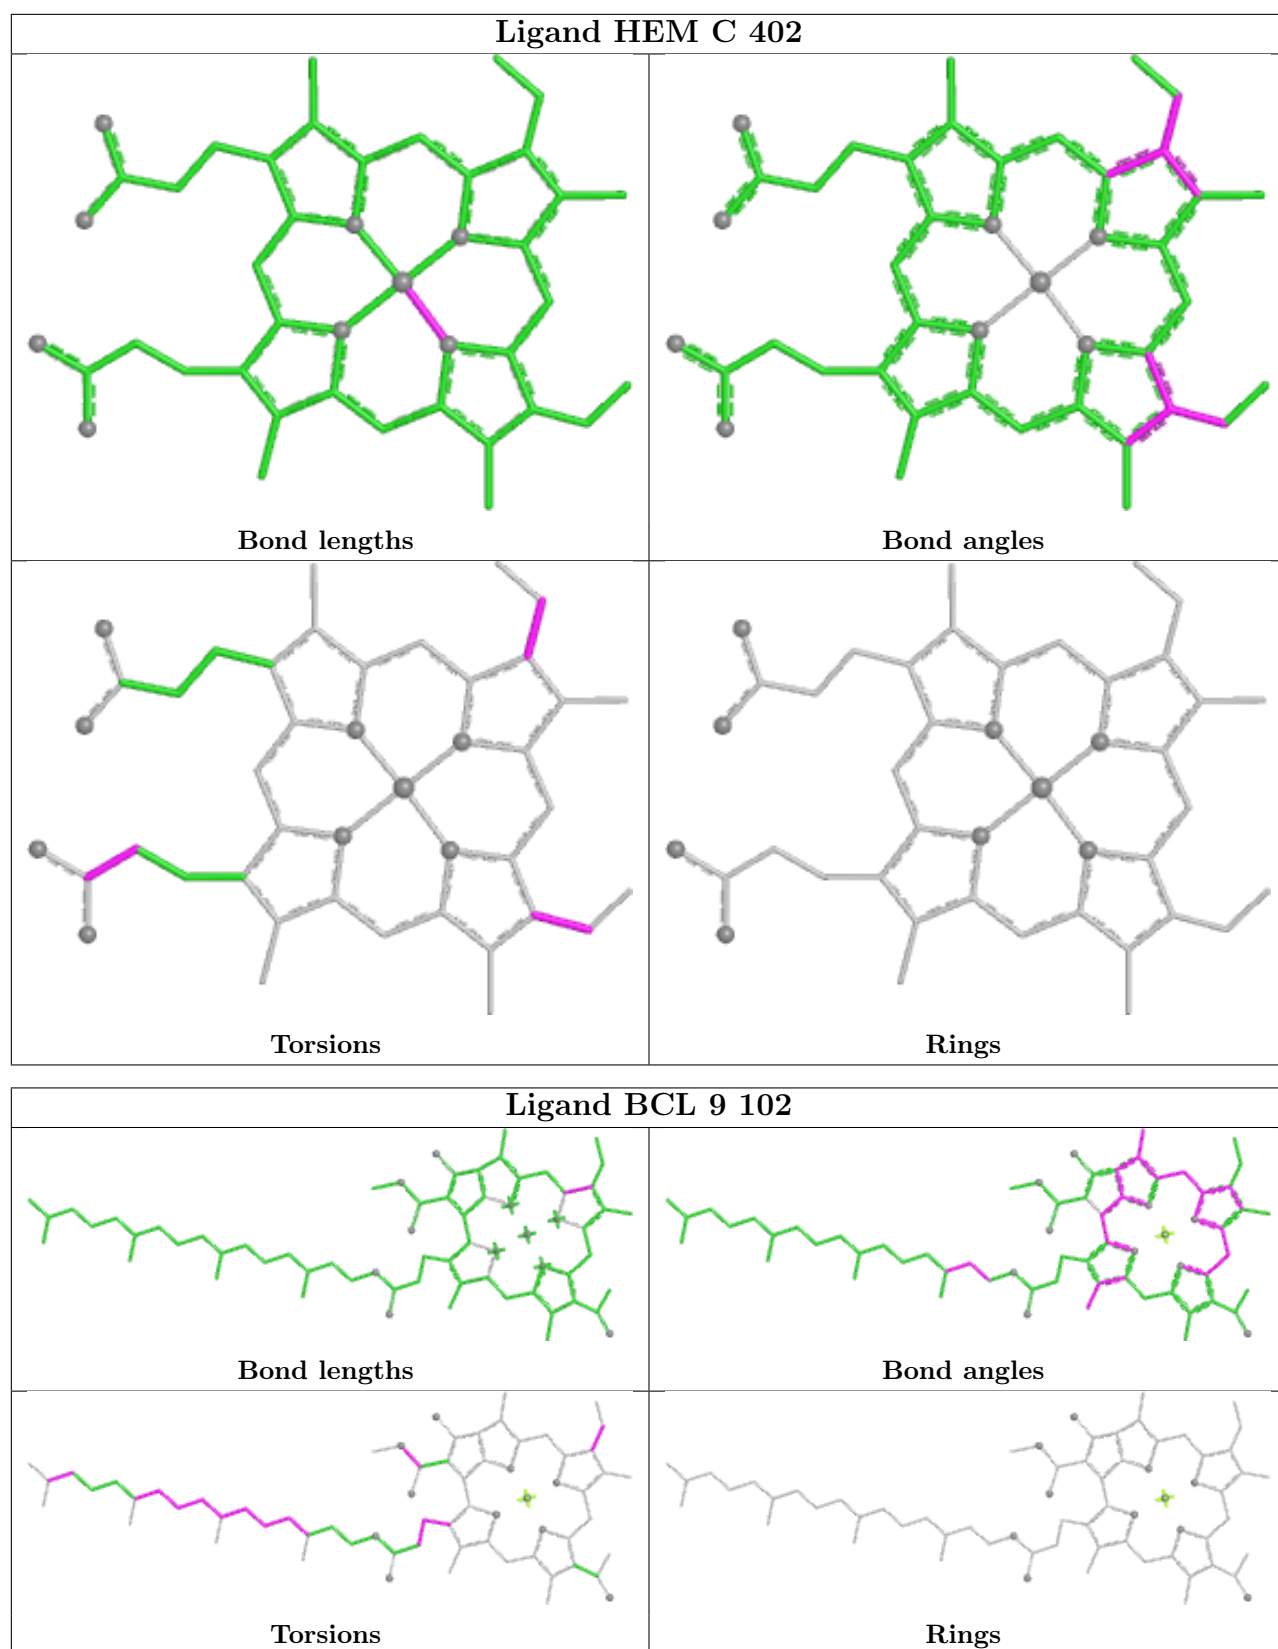 Ligand HEM C 402
Bond lengths
Bond angles
Torsions
Rings
Ligand BCL 9 102
Bond lengths
Bond angles
Torsions
Rings